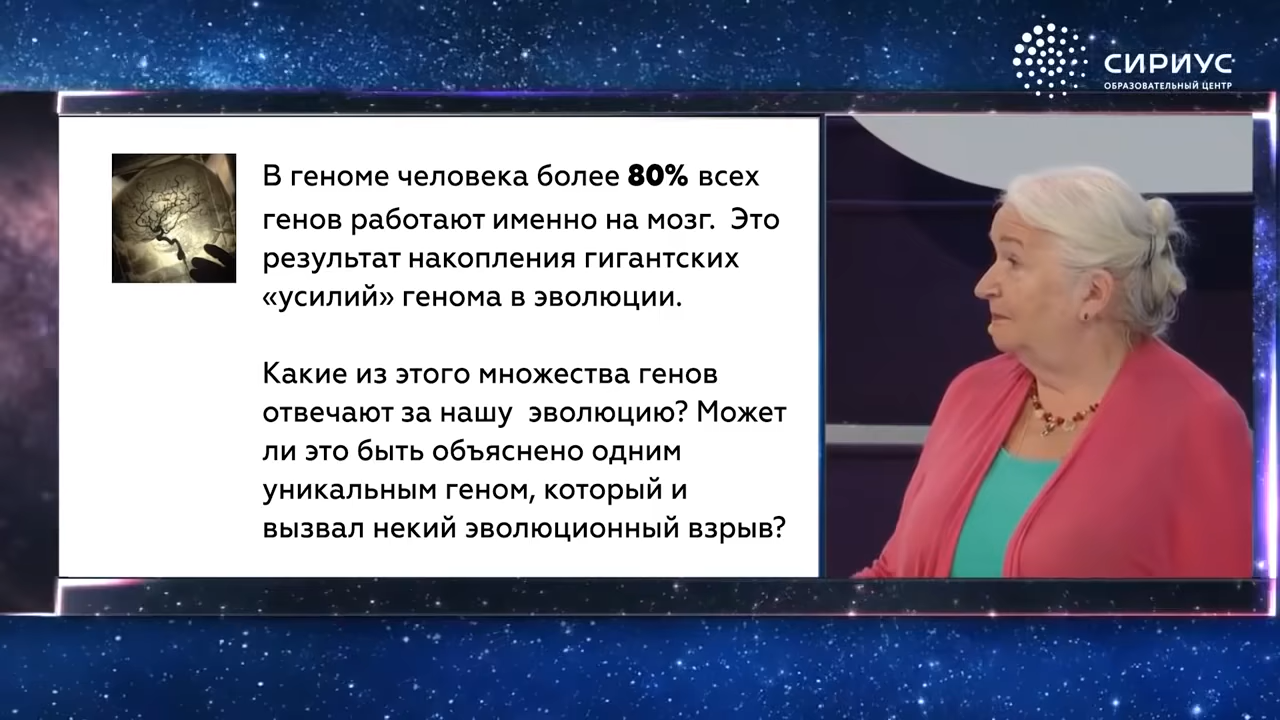 СИРИУС
ОБРАЗОВАТЕЛЬНЫЙ ЦЕНТР
В геноме человека более 80% всех
генов работают именно на мозг. Это
результат накопления гигантских
«усилий» генома в эволюции.
Какие из этого множества генов
отвечают за нашу эволюцию? Может
ли это быть объяснено одним
уникальным геном, который и
вызвал некий эволюционный взрыв?